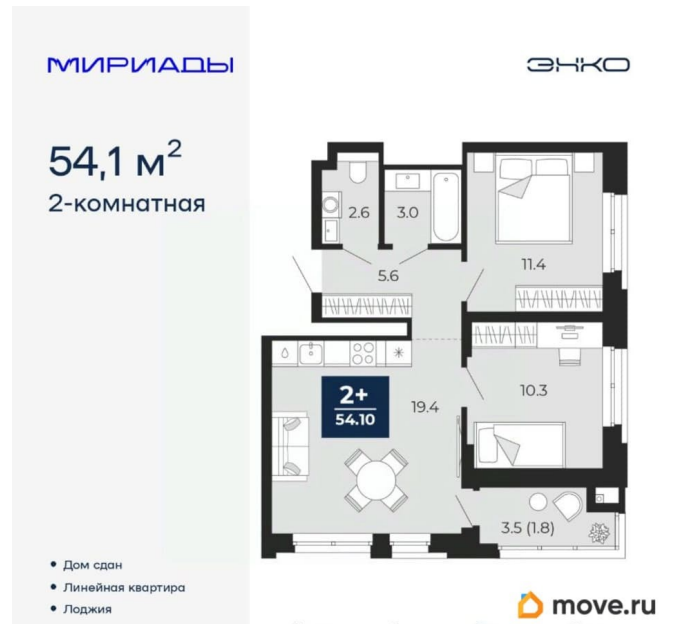 МИРИАДЫ
ЭНКО
54,1 м²
2-комнатная
2.6
3.0
11.4
5.6
2+
54.10
19.4
10.3
3.5 (1.8)
• Дом сдан
• Линейная квартира
• Лоджия
move.ru